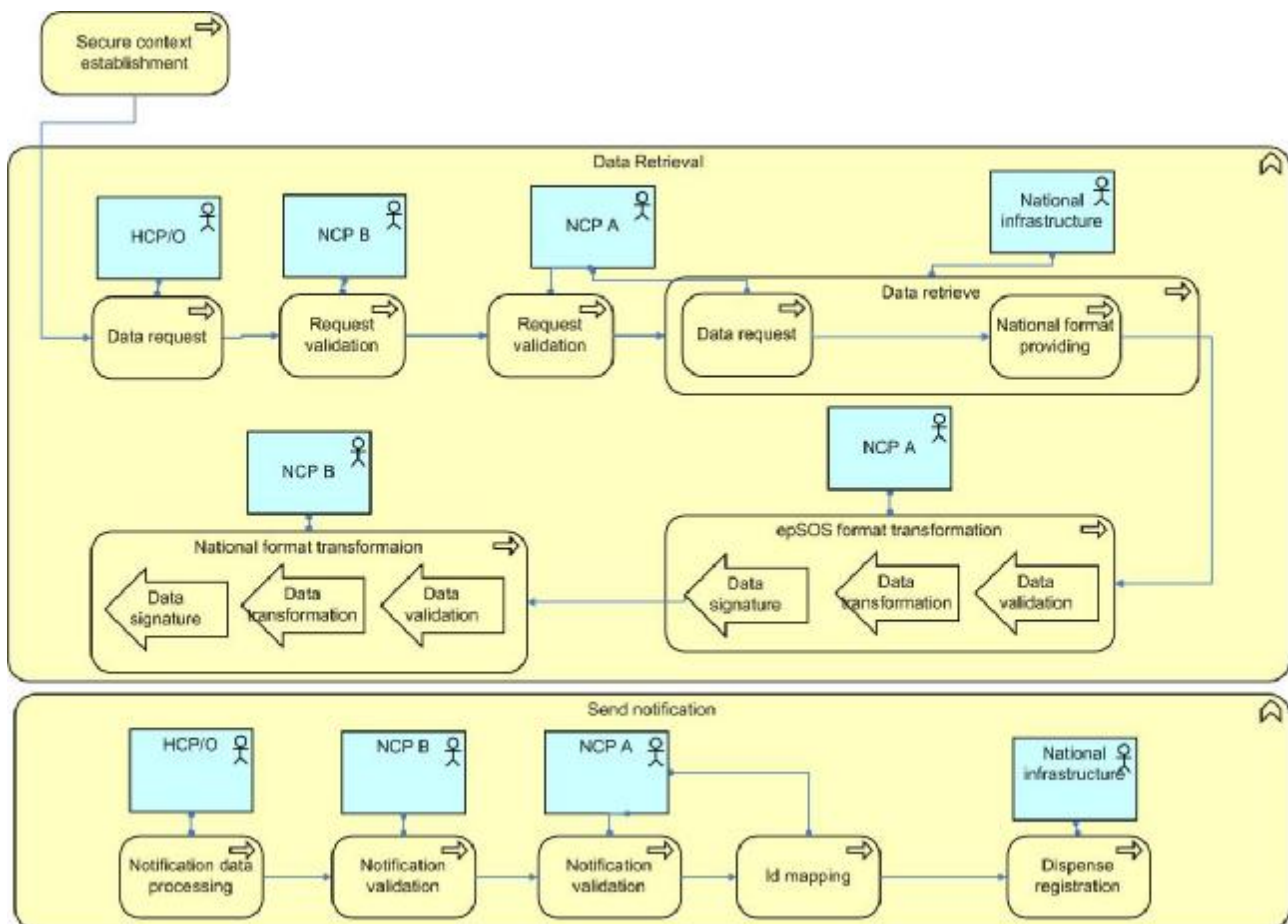 Secure context
establishment
Data Retrieval
HCP/O
NCP B
NCP A
National
infrastructure
Data request
Request
validation
Request
validation
Data retrieve
Data request
National format
providing
NCP B
NCP A
National format transformaion
Data
signature
Data
transformation
Data
validation
epSOS format transformation
Data
signature
Data
transformation
Data
validation
Send notification
HCP/O
NCP B
NCP A
National
infrastructure
Notification data
processing
Notification
validation
Notification
validation
Id mapping
Dispense
registration